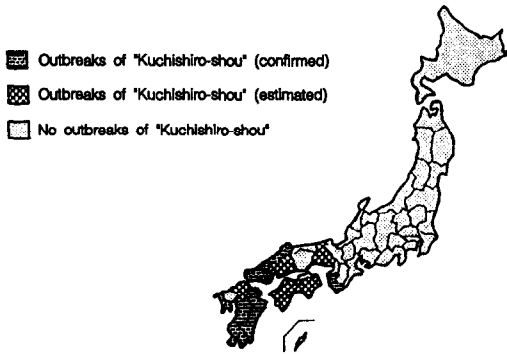 Outbreaks of "Kuchishiro-shou" (confirmed)
Outbreaks of "Kuchishiro-shou" (estimated)
No outbreaks of "Kuchishiro-shou"